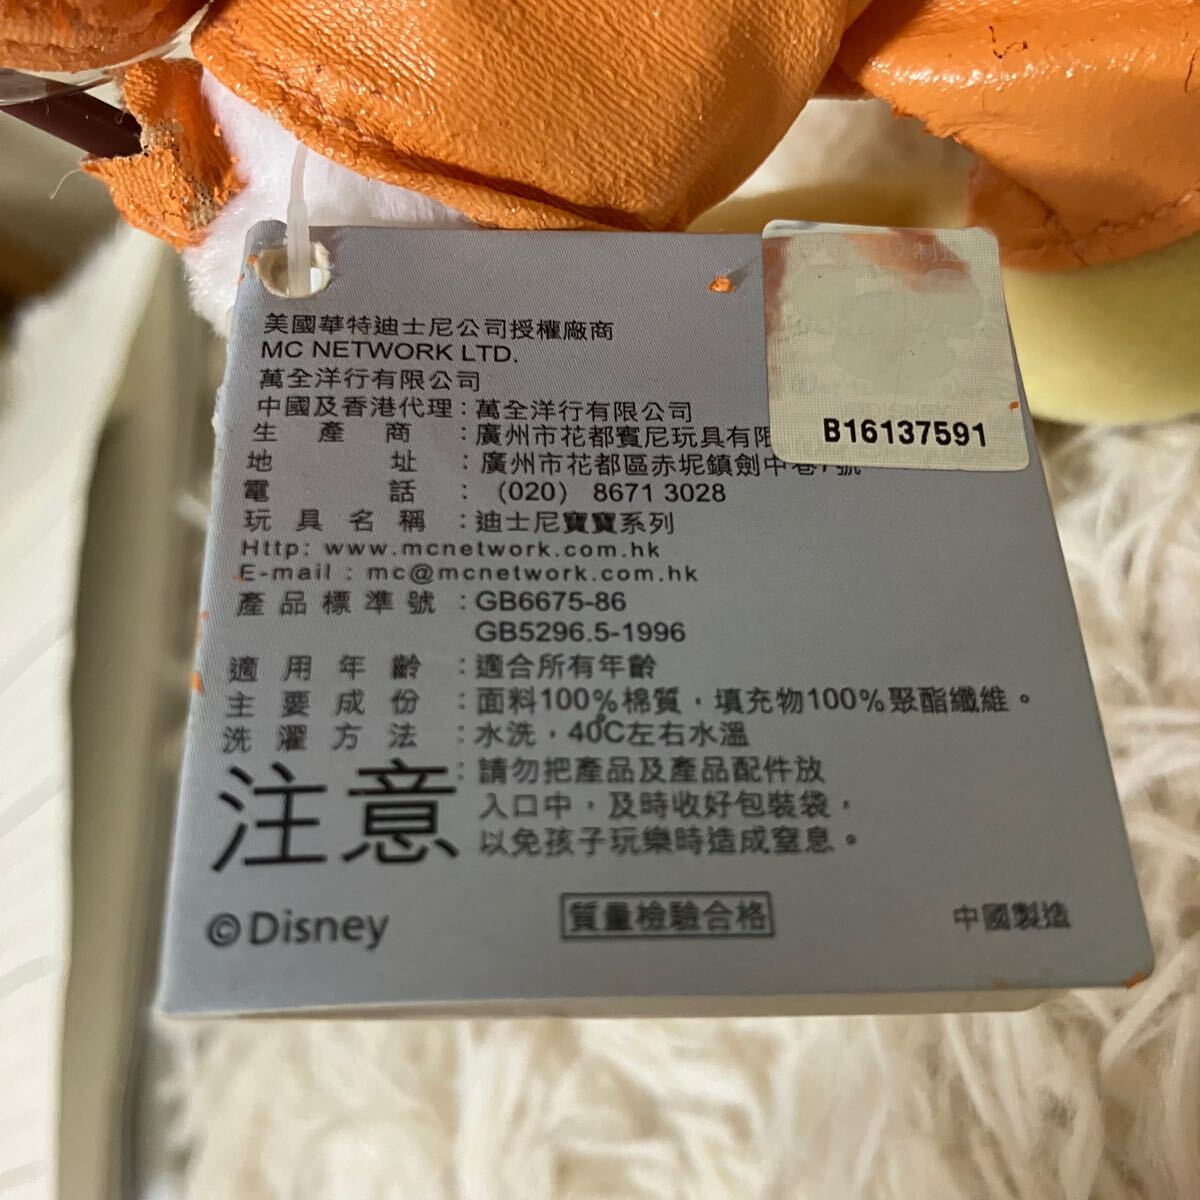 美國華特迪士尼公司授權廠商
MC NETWORK LTD.
萬全洋行有限公司
中國及香港代理：萬全洋行有限公司
生產商：廣州市花都賓尼玩具有限
地址：廣州市花都區赤坭鎮劍中巷7號
電話：(020) 8671 3028
玩具名稱：迪士尼寶寶系列
Http: www.mcnetwork.com.hk
E-mail : mc@mcnetwork.com.hk
產品標準號：GB6675-86
GB5296.5-1996
適用年齡：適合所有年齡
主要成份：面料100%棉質，填充物100%聚酯纖維。
洗濯方法：水洗，40C左右水溫
注意：請勿把產品及產品配件放
入口中，及時收好包裝袋，
以免孩子玩樂時造成窒息。
©Disney
質量檢驗合格
中國製造
B16137591